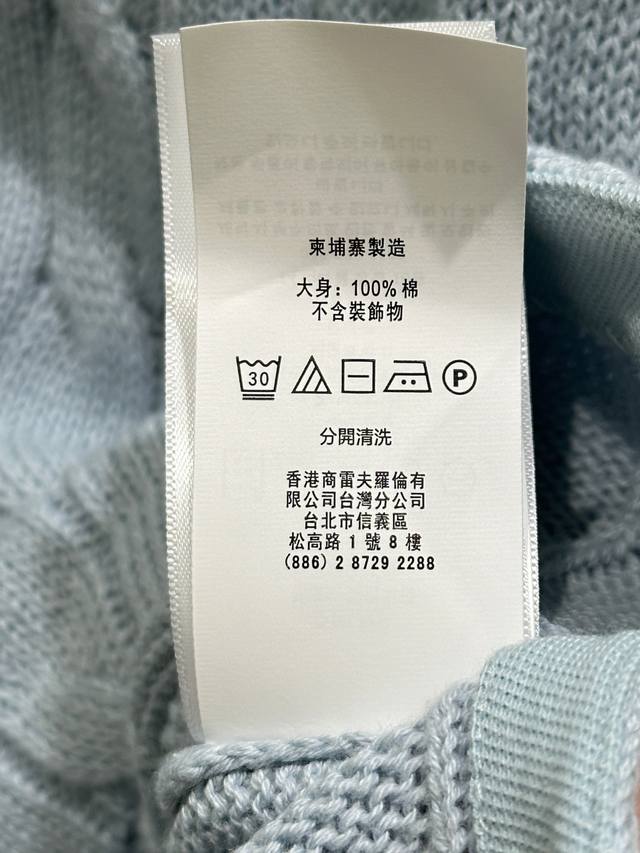 柬埔寨製造
大身: 100% 棉
不含裝飾物
30
P
分開清洗
香港商雷夫羅倫有
限公司台灣分公司
台北市信義區
松高路 1 號 8 樓
(886) 2 8729 2288